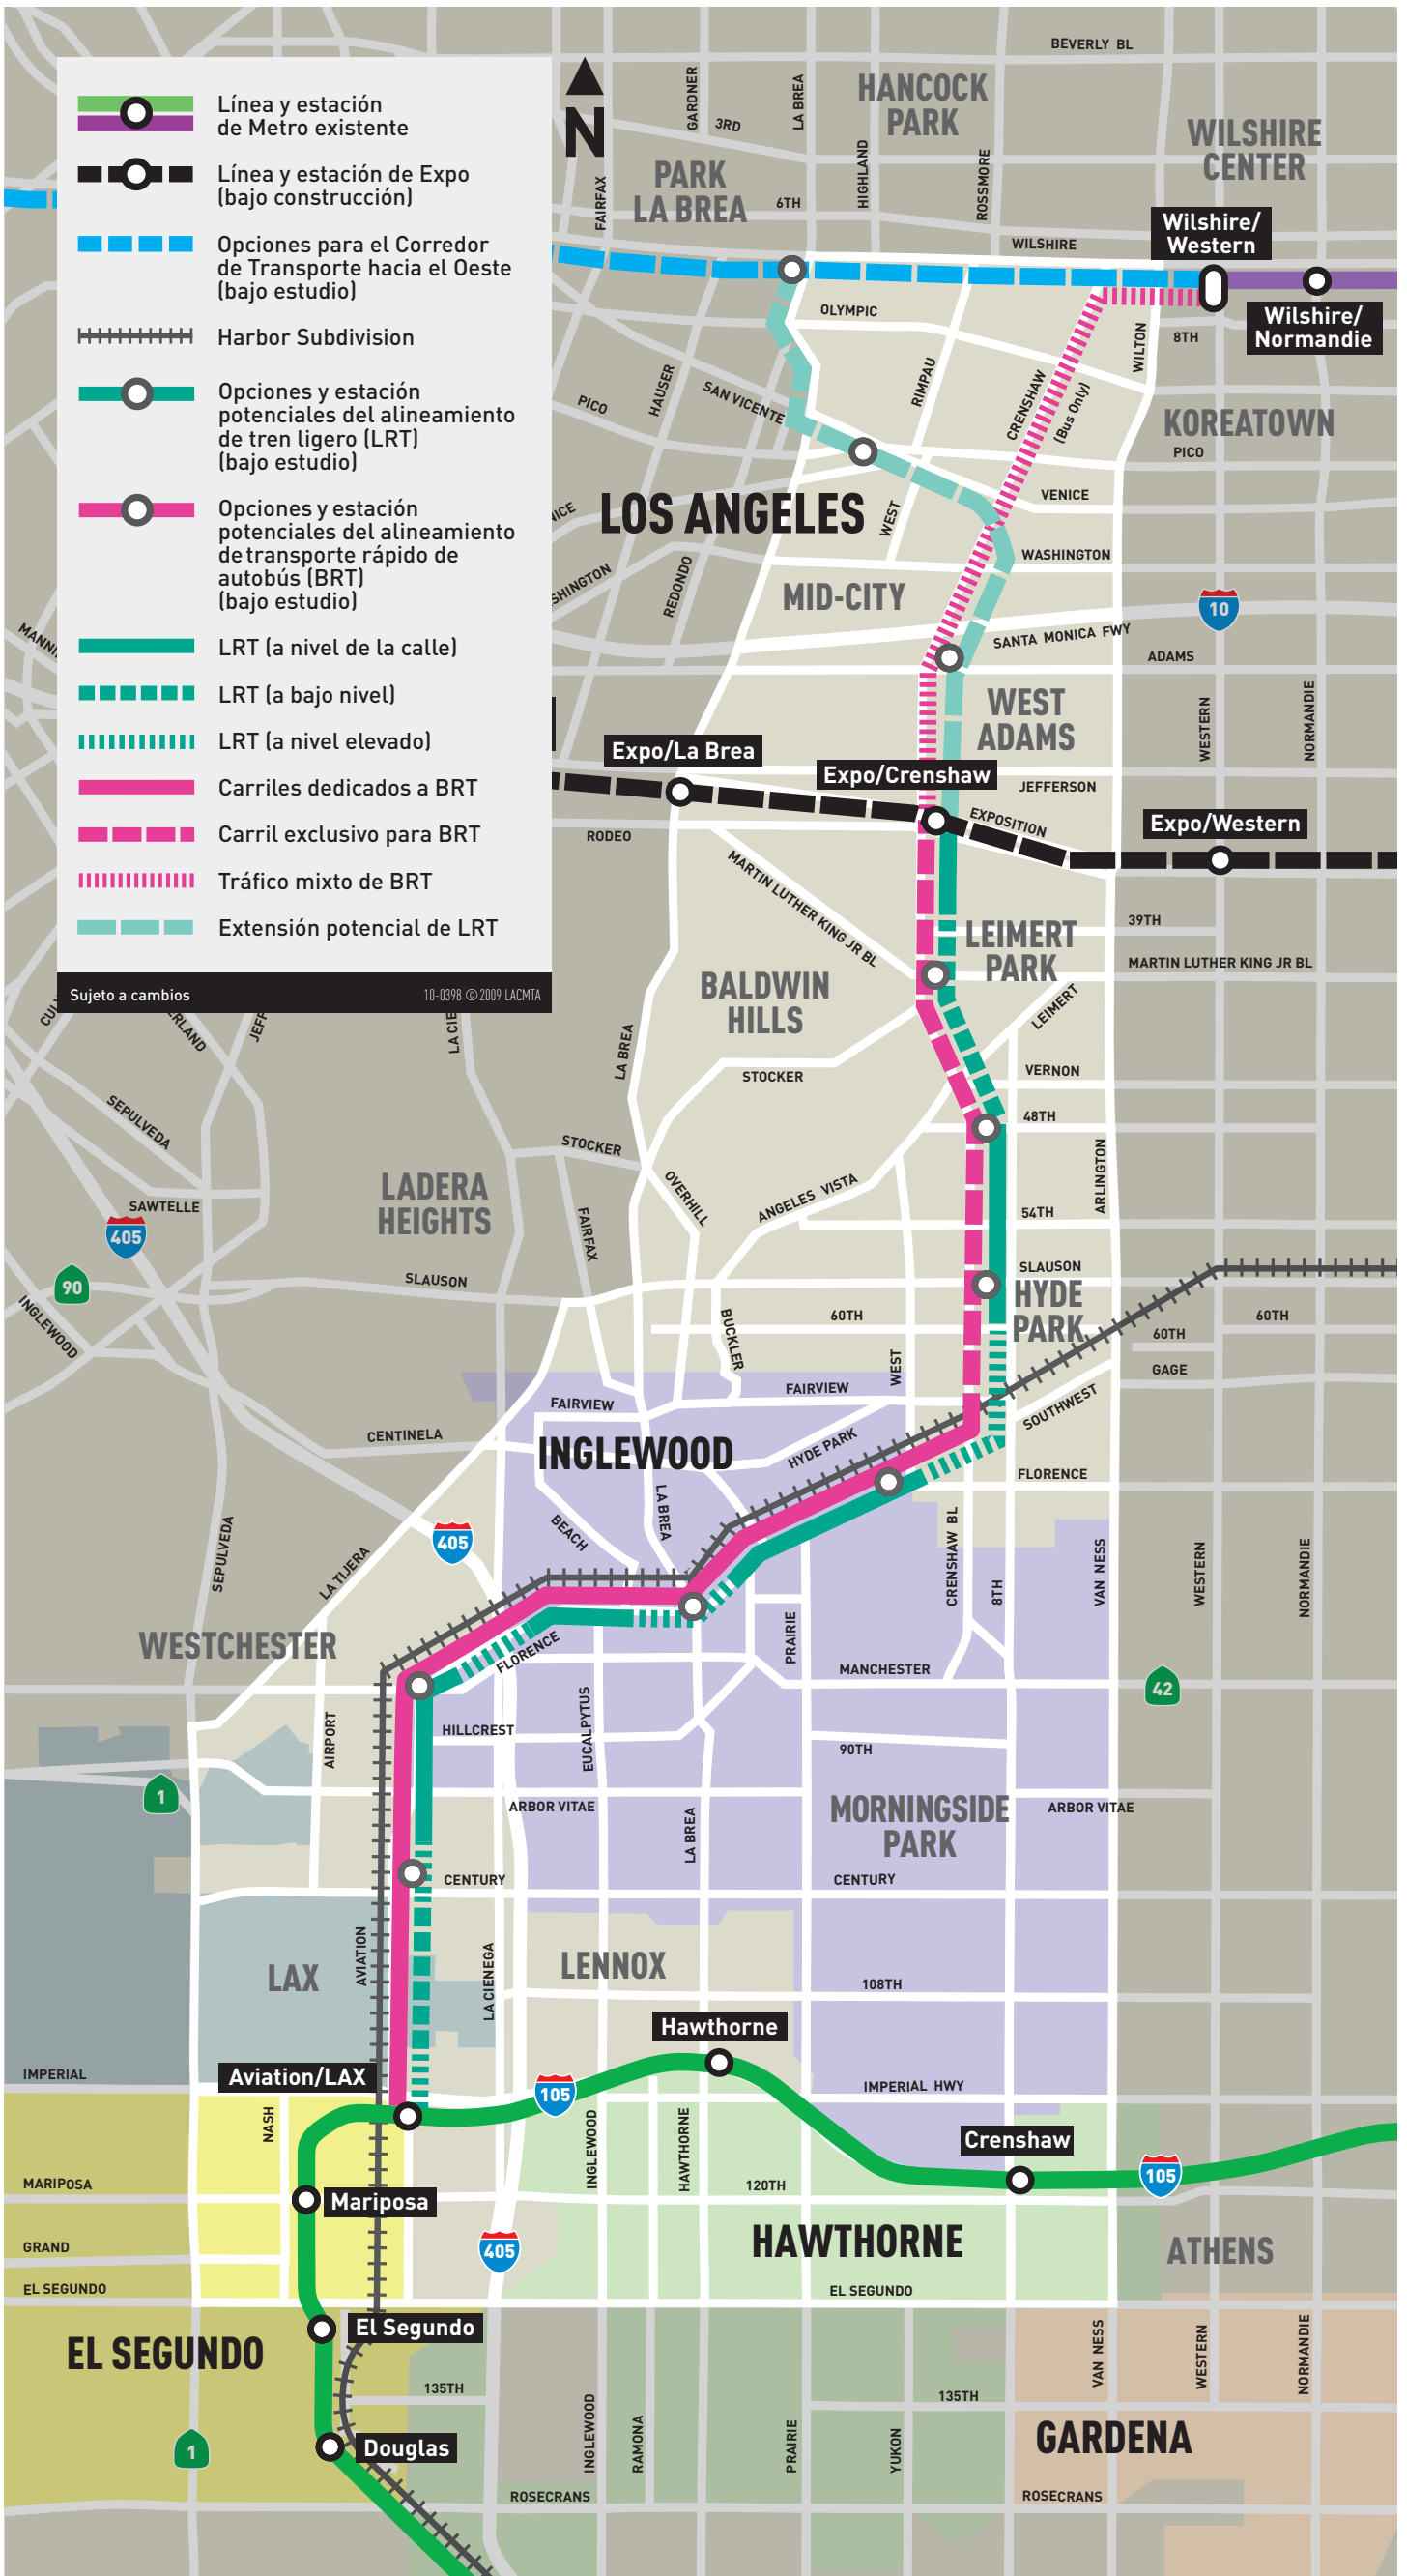 Línea y estación
de Metro existente
Línea y estación de Expo
(bajo construcción)
Opciones para el Corredor
de Transporte hacia el Oeste
(bajo estudio)
Harbor Subdivision
Opciones y estación
potenciales del alineamiento
de tren ligero (LRT)
(bajo estudio)
Opciones y estación
potenciales del alineamiento
de transporte rápido de
autobús (BRT)
(bajo estudio)
LRT (a nivel de la calle)
LRT (a bajo nivel)
LRT (a nivel elevado)
Carriles dedicados a BRT
Carril exclusivo para BRT
Tráfico mixto de BRT
Extensión potencial de LRT
Sujeto a cambios
10-0398 © 2009 LACMTA
N
BEVERLY BL
GARDNER
LA BREA
HANCOCK
PARK
3RD
WILSHIRE
CENTER
HIGHLAND
ROSSMORE
PARK
LA BREA
FAIRFAX
6TH
WILSHIRE
Wilshire/
Western
Wilshire/
Normandie
OLYMPIC
8TH
WILTON
RIMPAU
CRENSHAW
(Bus Only)
HAUSER
SAN VICENTE
PICO
KOREATOWN
PICO
LOS ANGELES
VENICE
WEST
WASHINGTON
REDONDO
MID-CITY
10
SANTA MONICA FWY
ADAMS
WEST
ADAMS
WESTERN
NORMANDIE
Expo/La Brea
Expo/Crenshaw
JEFFERSON
EXPOSITION
Expo/Western
RODEO
MARTIN LUTHER KING JR BL
39TH
LEIMERT
PARK
MARTIN LUTHER KING JR BL
BALDWIN
HILLS
LEIMERT
LA BREA
STOCKER
VERNON
48TH
SEPULVEDA
STOCKER
ARLINGTON
LADERA
HEIGHTS
OVERHILL
ANGELES VISTA
SAWTELLE
54TH
405
FAIRFAX
90
SLAUSON
SLAUSON
HYDE
PARK
INGLEWOOD
BUCKLER
60TH
60TH
60TH
WEST
GAGE
FAIRVIEW
FAIRVIEW
SOUTHWEST
CENTINELA
INGLEWOOD
HYDE PARK
FLORENCE
LA BREA
BEACH
405
SEPULVEDA
LA TIJERA
CRENSHAW BL
8TH
VAN NESS
WESTERN
NORMANDIE
WESTCHESTER
FLORENCE
PRAIRIE
MANCHESTER
42
AIRPORT
HILLCREST
EUCALPYTUS
90TH
1
ARBOR VITAE
LA BREA
MORNINGSIDE
PARK
ARBOR VITAE
CENTURY
CENTURY
AVIATION
LAX
LA CIENEGA
LENNOX
108TH
Hawthorne
IMPERIAL
Aviation/LAX
105
IMPERIAL HWY
NASH
INGLEWOOD
HAWTHORNE
Crenshaw
105
MARIPOSA
Mariposa
120TH
GRAND
405
HAWTHORNE
ATHENS
EL SEGUNDO
EL SEGUNDO
EL SEGUNDO
El Segundo
VAN NESS
WESTERN
NORMANDIE
135TH
135TH
1
Douglas
INGLEWOOD
RAMONA
PRAIRIE
YUKON
GARDENA
ROSECRANS
ROSECRANS